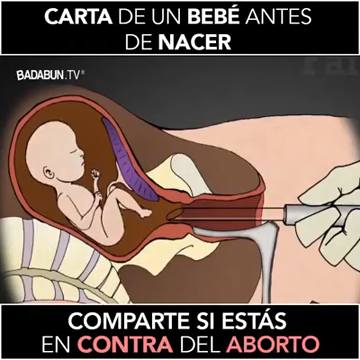 CARTA DE UN BEBÉ ANTES
DE NACER
BADABUN.TV®
COMPARTE SI ESTÁS
EN CONTRA DEL ABORTO